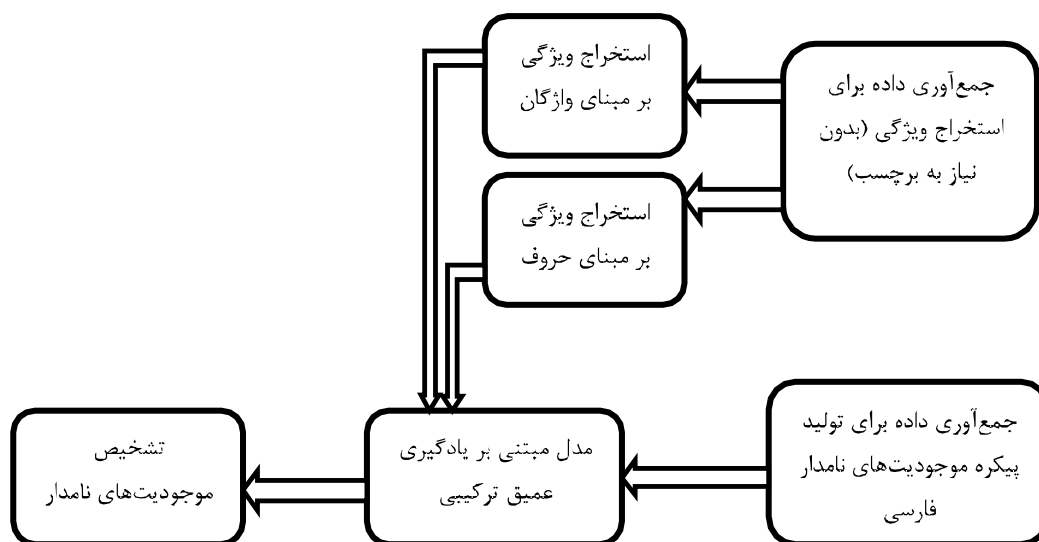 جمع‌آوری داده برای
استخراج ویژگی (بدون
نیاز به برچسب)
استخراج ویژگی
بر مبنای واژگان
استخراج ویژگی
بر مبنای حروف
جمع‌آوری داده برای تولید
پیکره موجودیت‌های نامدار
فارسی
مدل مبتنی بر یادگیری
عمیق ترکیبی
تشخیص
موجودیت‌های نامدار